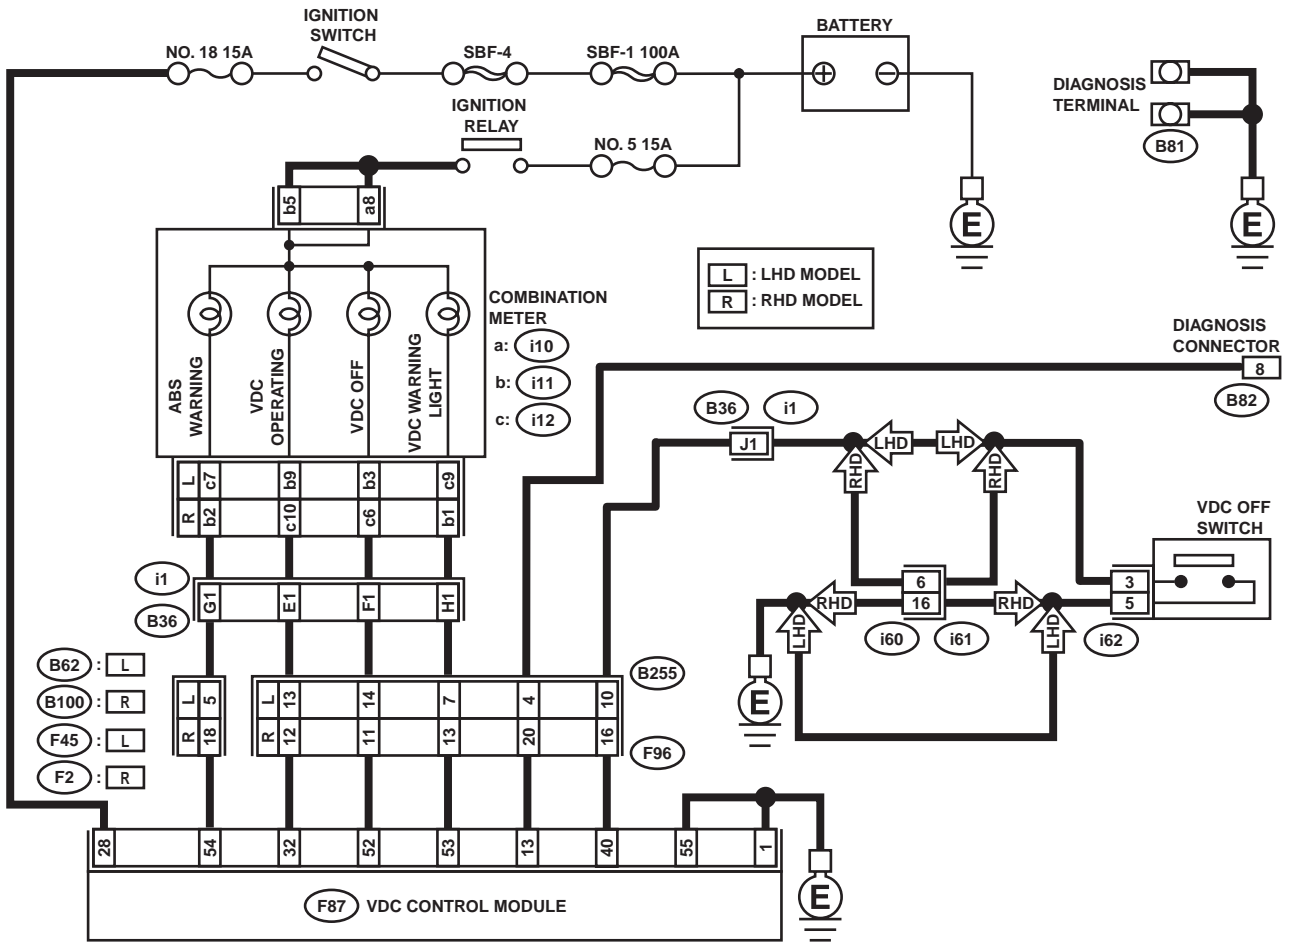 IGNITION
SWITCH
NO. 18 15A
SBF-4
SBF-1 100A
BATTERY
DIAGNOSIS
TERMINAL
B81
IGNITION
RELAY
NO. 5 15A
E
E
b5
a8
L : LHD MODEL
R : RHD MODEL
COMBINATION
METER
a: i10
b: i11
c: i12
ABS
WARNING
VDC
OPERATING
VDC OFF
VDC WARNING
LIGHT
DIAGNOSIS
CONNECTOR
8
B82
B36
i1
J1
LHD
LHD
RHD
RHD
VDC OFF
SWITCH
L
c7
b9
b3
c9
R
b2
c10
c6
b1
i1
B36
G1
E1
F1
H1
6
16
RHD
RHD
3
5
LHD
LHD
i60
i61
i62
E
B62 : L
B100 : R
F45 : L
F2 : R
L
5
R
18
L
13
14
7
4
10
R
12
11
13
20
16
B255
F96
28
54
32
52
53
13
40
55
1
E
F87 VDC CONTROL MODULE